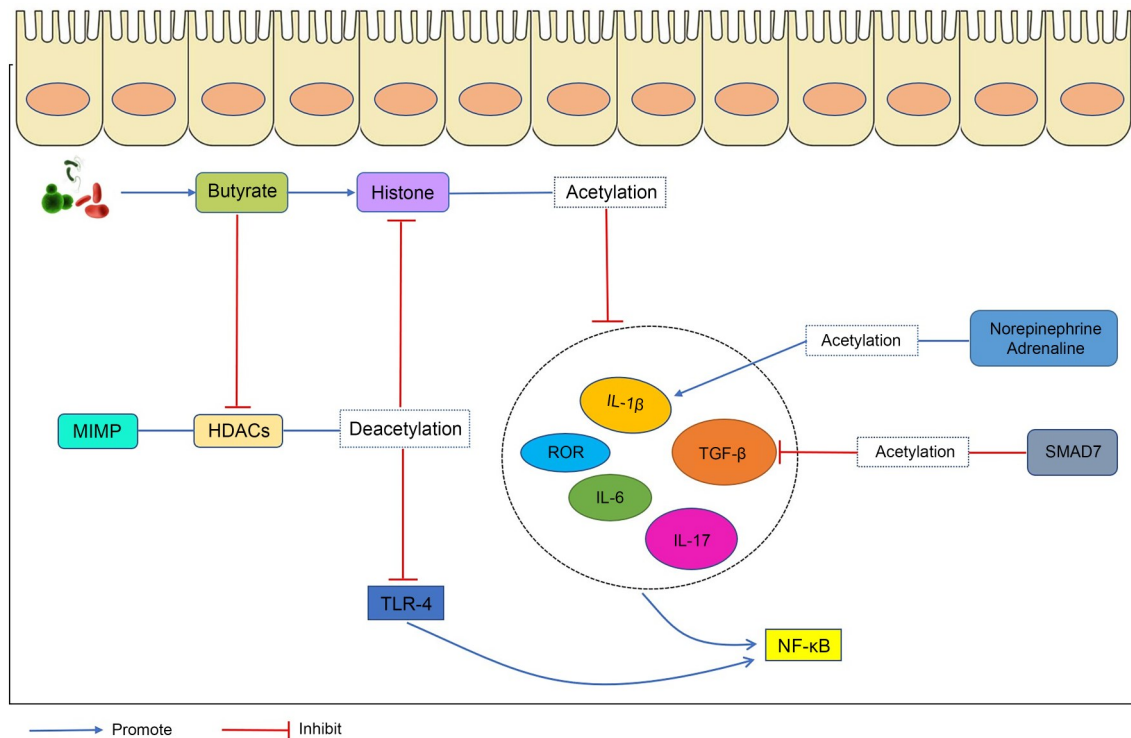 Butyrate
Histone
Acetylation
Norepinephrine
Adrenaline
Acetylation
IL-1β
MIMP
HDACs
Deacetylation
ROR
TGF-β
Acetylation
SMAD7
IL-6
IL-17
TLR-4
NF-κB
Promote
Inhibit